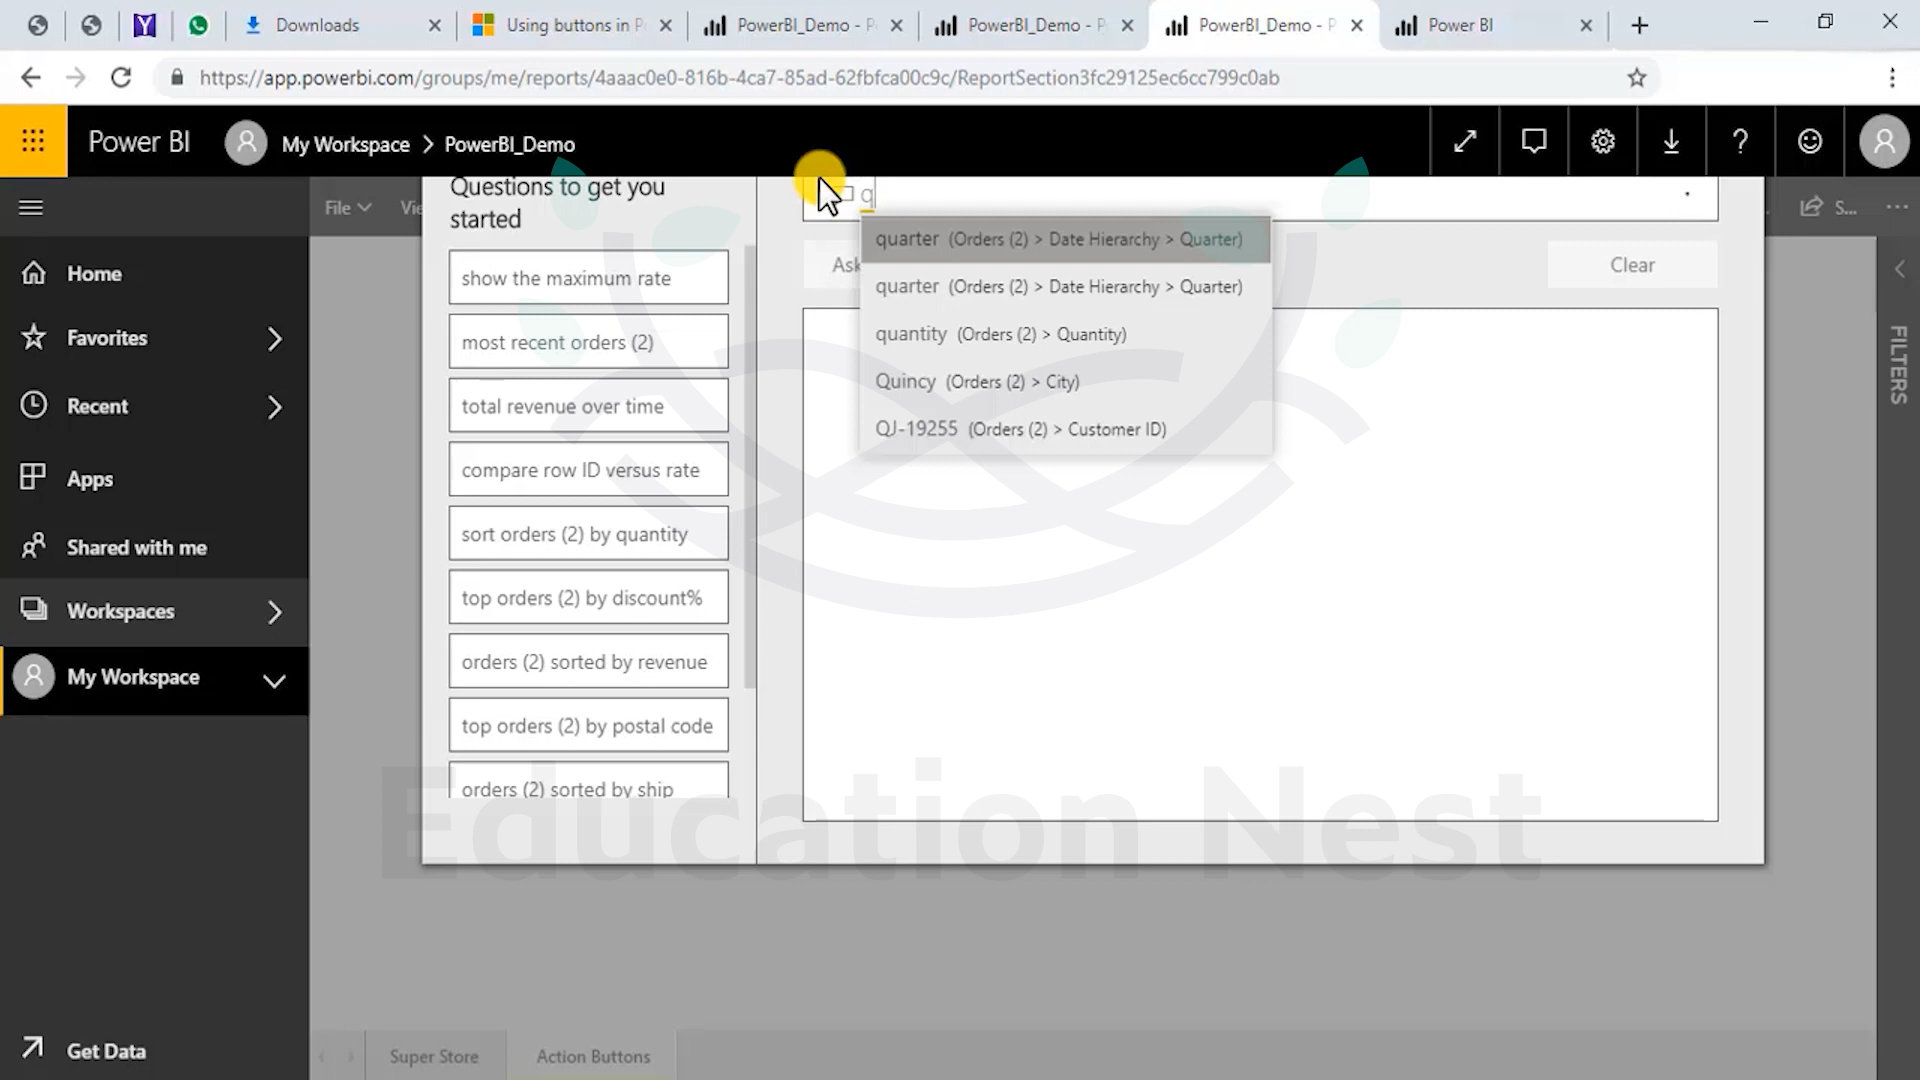 Downloads
Using buttons in P
PowerBI_Demo - P
PowerBI_Demo - P
PowerBI_Demo - P
Power BI
https://app.powerbi.com/groups/me/reports/4aaac0e0-816b-4ca7-85ad-62fbfca00c9c/ReportSection3fc29125ec6cc799c0ab
Power BI
My Workspace > PowerBI_Demo
File
Vie
S...
Questions to get you
started
show the maximum rate
most recent orders (2)
total revenue over time
compare row ID versus rate
sort orders (2) by quantity
top orders (2) by discount%
orders (2) sorted by revenue
top orders (2) by postal code
orders (2) sorted by ship
q
quarter (Orders (2) > Date Hierarchy > Quarter)
quarter (Orders (2) > Date Hierarchy > Quarter)
quantity (Orders (2) > Quantity)
Quincy (Orders (2) > City)
QJ-19255 (Orders (2) > Customer ID)
Ask
Clear
FILTERS
Home
Favorites
Recent
Apps
Shared with me
Workspaces
My Workspace
Get Data
Super Store
Action Buttons
Education Nest